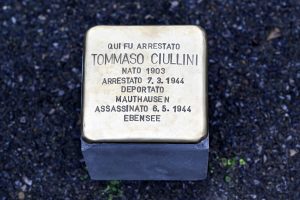 QUI FU ARRESTATO
TOMMASO CIULLINI
NATO 1903
ARRESTATO 7.3.1944
DEPORTATO
MAUTHAUSEN
ASSASSINATO 6.5.1944
EBENSEE